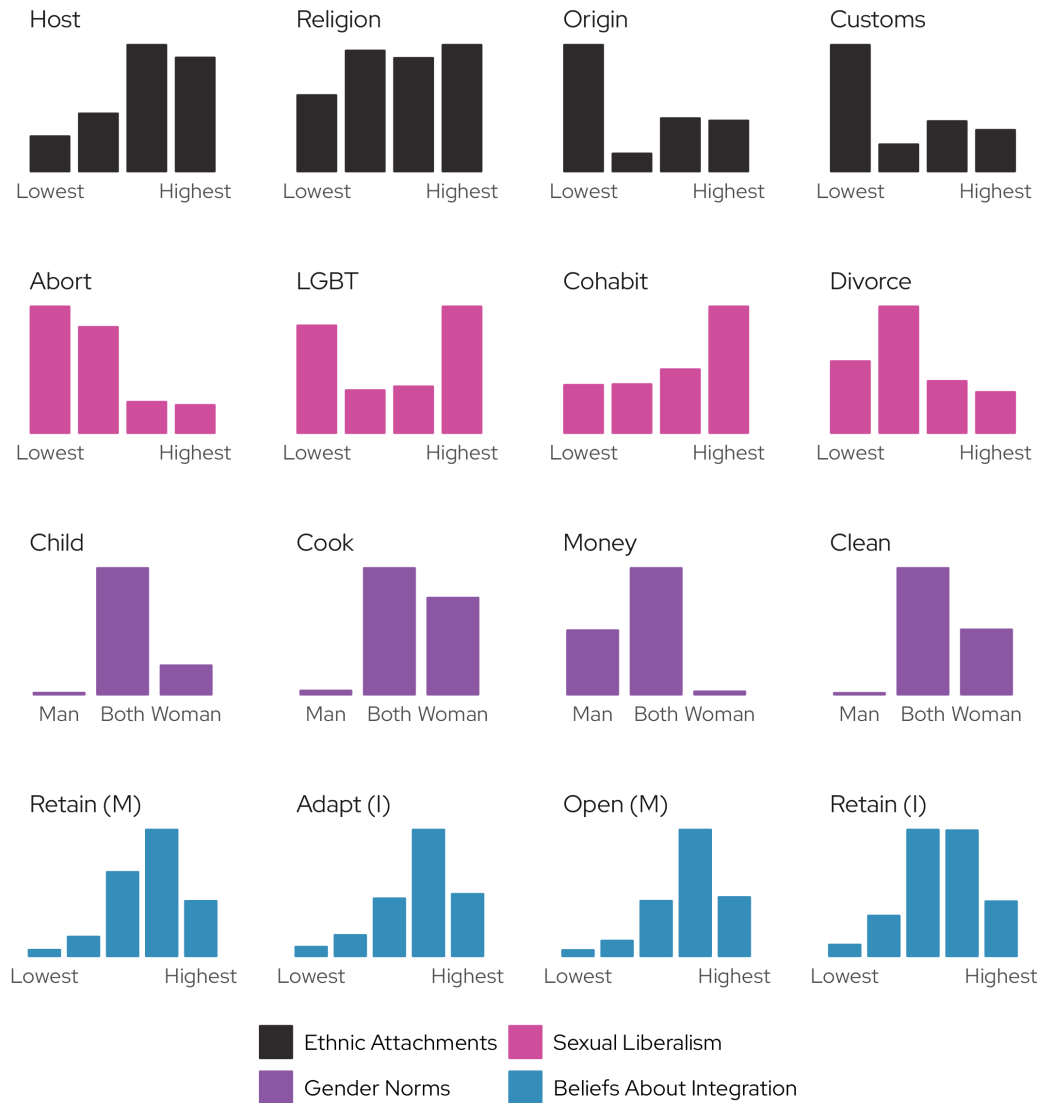 Host Religion Origin Customs
Lowest Highest Lowest Highest Lowest Highest Lowest Highest
Abort LGBT Cohabit Divorce
Lowest Highest Lowest Highest Lowest Highest Lowest Highest
Child Cook Money Clean
Man Both Woman Man Both Woman Man Both Woman Man Both Woman
Retain (M) Adapt (I) Open (M) Retain (I)
Lowest Highest Lowest Highest Lowest Highest Lowest Highest
Ethnic Attachments Sexual Liberalism
Gender Norms Beliefs About Integration